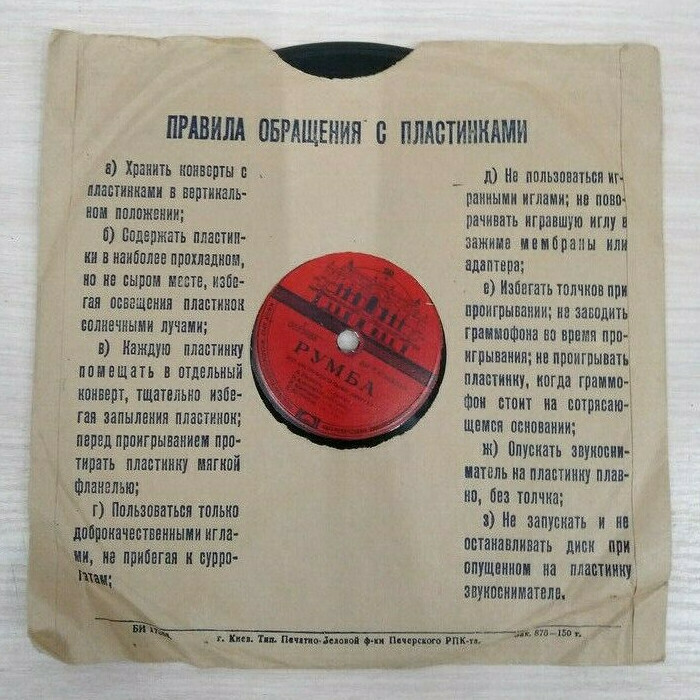 ПРАВИЛА ОБРАЩЕНИЯ С ПЛАСТИНКАМИ
а) Хранить конверты с
пластинками в вертикаль-
ном положении;
б) Содержать пластин-
ки в наиболее прохладном,
но не сыром месте, избе-
гая освещения пластинок
солнечными лучами;
в) Каждую пластинку
помещать в отдельный
конверт, тщательно избе-
гая запыления пластинок;
перед проигрыванием про-
тирать пластинку мягкой
фланелью;
г) Пользоваться только
доброкачественными игла-
ми, не прибегая к сурро-
гатам;
РУМБА
д) Не пользоваться иг-
ранными иглами; не пово-
рачивать игравшую иглу в
зажиме мембраны или
адаптера;
е) Избегать толчков при
проигрывании; не заводить
граммофона во время про-
игрывания; не проигрывать
пластинку, когда граммо-
фон стоит на сотрясаю-
щемся основании;
ж) Опускать звукосни-
матель на пластинку плав-
но, без толчка;
з) Не запускать и не
останавливать диск при
опущенном на пластинку
звукоснимателе.
БИ
г. Киев. Тип. Печатно-Деловой ф-ки Печерского РПК-та.
Зак. 876—150 т.